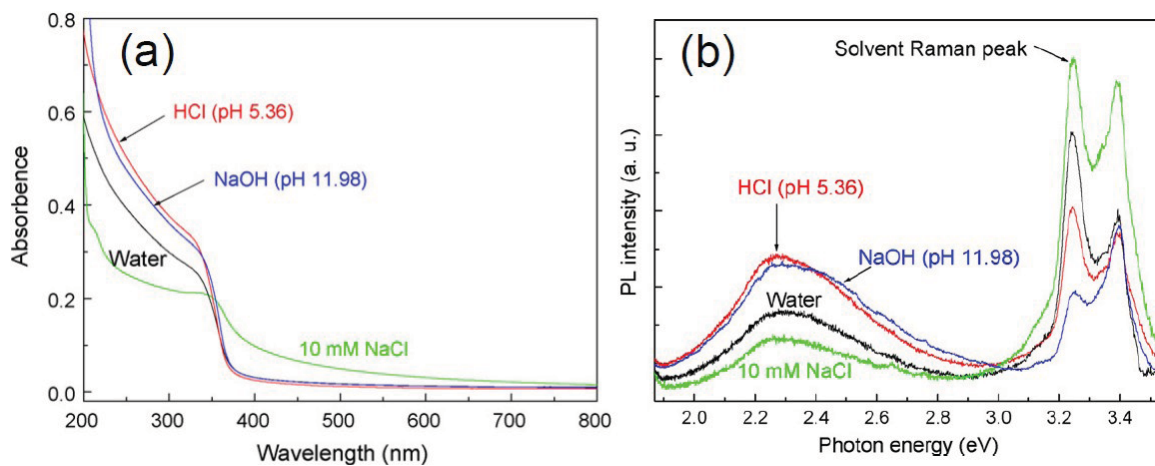 (a)
0.8
0.6
0.4
0.2
0.0
Absorbence
HCl (pH 5.36)
NaOH (pH 11.98)
Water
10 mM NaCl
200 300 400 500 600 700 800
Wavelength (nm)
(b)
Solvent Raman peak
PL intensity (a. u.)
HCl (pH 5.36)
NaOH (pH 11.98)
Water
10 mM NaCl
2.0 2.2 2.4 2.6 2.8 3.0 3.2 3.4
Photon energy (eV)